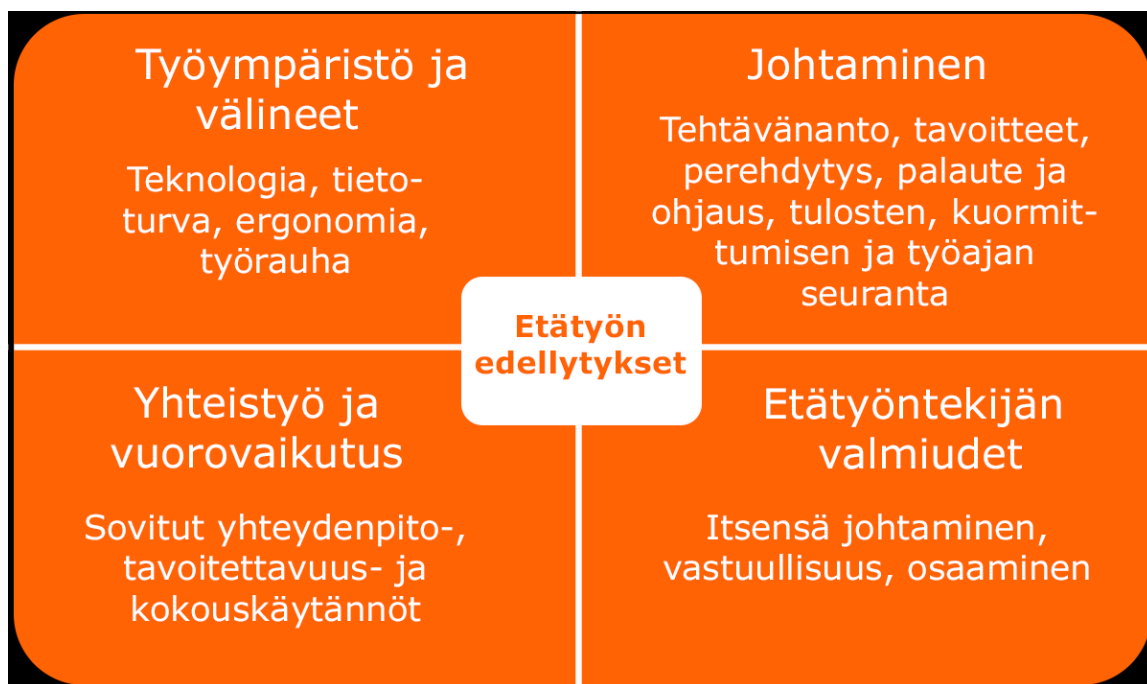 Työympäristö ja
välineet
Teknologia, tieto-
turva, ergonomia,
työrauha
Johtaminen
Tehtävänanto, tavoitteet,
perehdytys, palaute ja
ohjaus, tulosten, kuormit-
tumisen ja työajan
seuranta
Etätyön
edellytykset
Yhteistyö ja
vuorovaikutus
Sovitut yhteydenpito-,
tavoitettavuus- ja
kokouskäytännöt
Etätyöntekijän
valmiudet
Itsensä johtaminen,
vastuullisuus, osaaminen